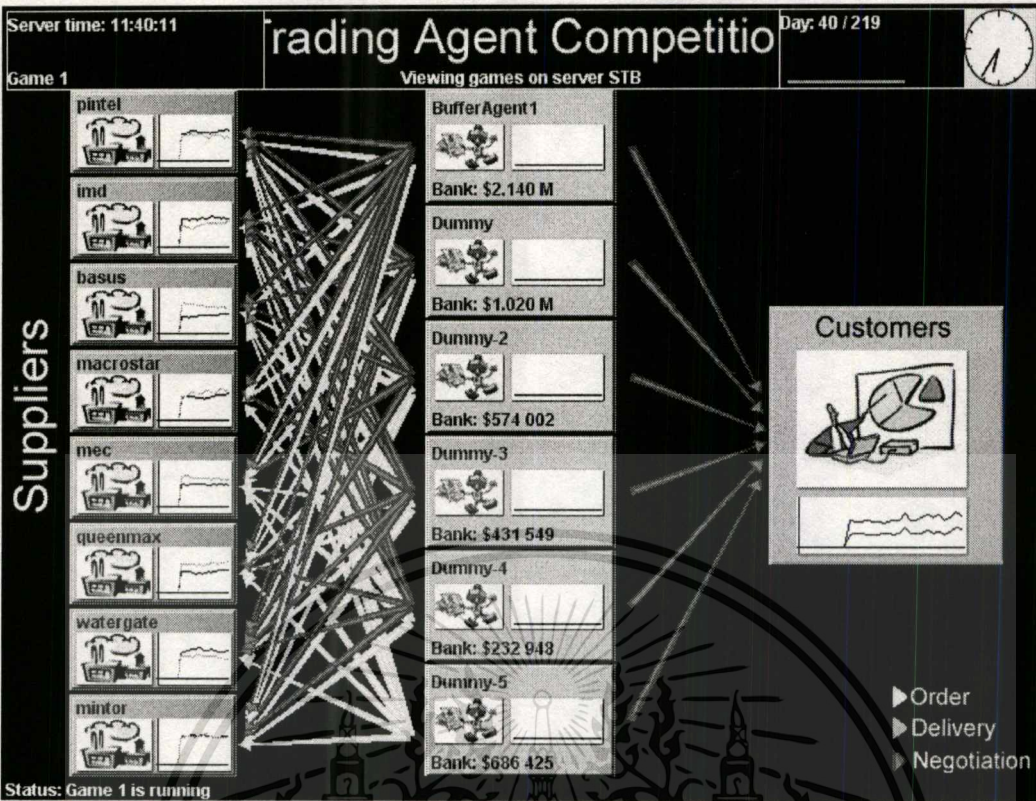 Server time: 11:40:11
Game 1
rading Agent Competitio
Viewing games on server STB
Day: 40 / 219
Suppliers
pintel
imd
basus
macrostar
mec
queenmax
watergate
mintor
BufferAgent1
Bank: $2.140 M
Dummy
Bank: $1.020 M
Dummy-2
Bank: $574 002
Dummy-3
Bank: $431 549
Dummy-4
Bank: $232 948
Dummy-5
Bank: $686 425
Customers
Order
Delivery
Negotiation
Status: Game 1 is running